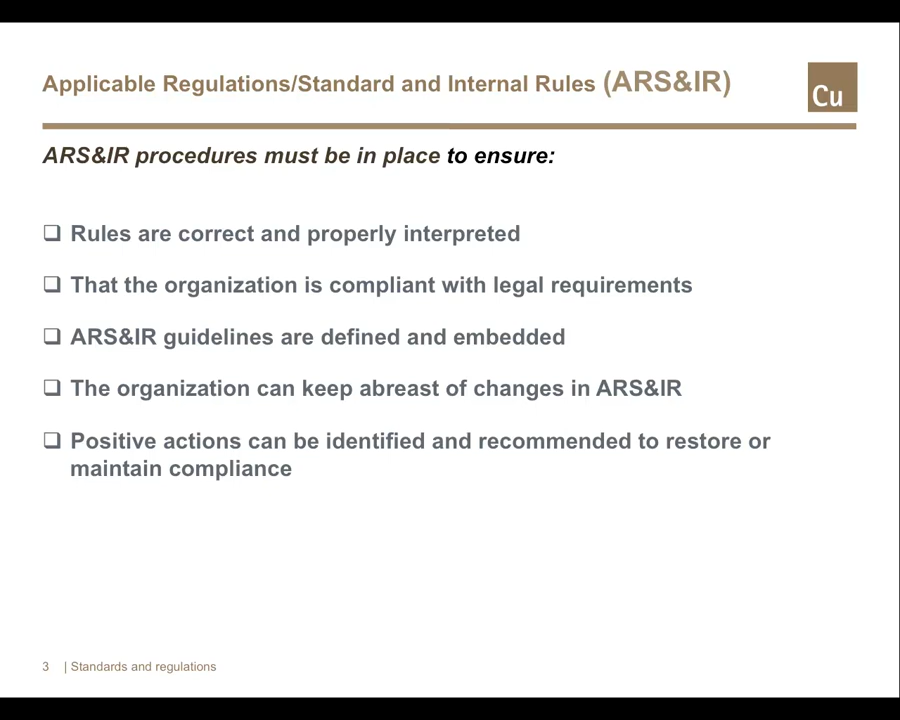 Applicable Regulations/Standard and Internal Rules (ARS&IR)
Cu
ARS&IR procedures must be in place to ensure:
❑ Rules are correct and properly interpreted
❑ That the organization is compliant with legal requirements
❑ ARS&IR guidelines are defined and embedded
❑ The organization can keep abreast of changes in ARS&IR
❑ Positive actions can be identified and recommended to restore or
maintain compliance
3 | Standards and regulations